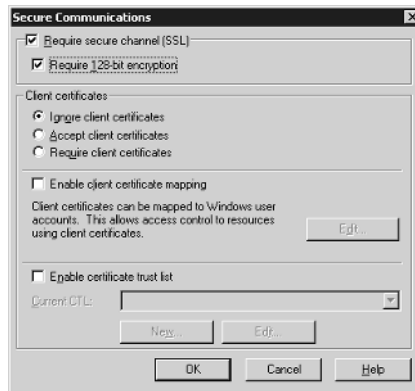 Secure Communications
Require secure channel (SSL)
Require 128-bit encryption
Client certificates
Ignore client certificates
Accept client certificates
Require client certificates
Enable client certificate mapping
Client certificates can be mapped to Windows user
accounts. This allows access control to resources
using client certificates.
Edit...
Enable certificate trust list
Current CTL:
New...
Edit...
OK
Cancel
Help